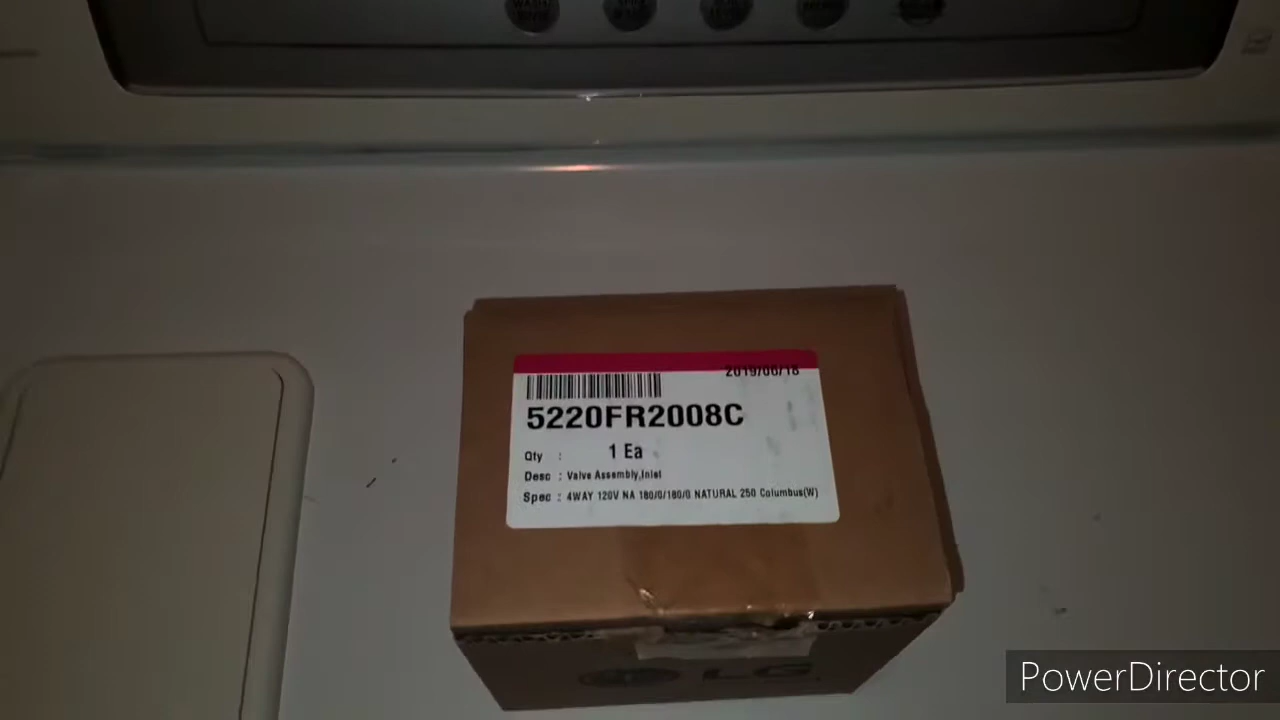 2019/06/18
5220FR2008C
Qty : 1 Ea
Desc : Valve Assembly,Inlet
Spec : 4WAY 120V NA 180/0/180/0 NATURAL 250 Columbus(W)
LG
PowerDirector